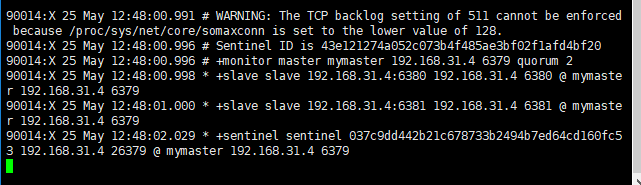 90014:X 25 May 12:48:00.991 # WARNING: The TCP backlog setting of 511 cannot be enforced
 because /proc/sys/net/core/somaxconn is set to the lower value of 128.
90014:X 25 May 12:48:00.996 # Sentinel ID is 43e121274a052c073b4f485ae3bf02f1afd4bf20
90014:X 25 May 12:48:00.996 # +monitor master mymaster 192.168.31.4 6379 quorum 2
90014:X 25 May 12:48:00.998 * +slave slave 192.168.31.4:6380 192.168.31.4 6380 @ mymaste
r 192.168.31.4 6379
90014:X 25 May 12:48:01.000 * +slave slave 192.168.31.4:6381 192.168.31.4 6381 @ mymaste
r 192.168.31.4 6379
90014:X 25 May 12:48:02.029 * +sentinel sentinel 037c9dd442b21c678733b2494b7ed64cd160fc5
3 192.168.31.4 26379 @ mymaster 192.168.31.4 6379